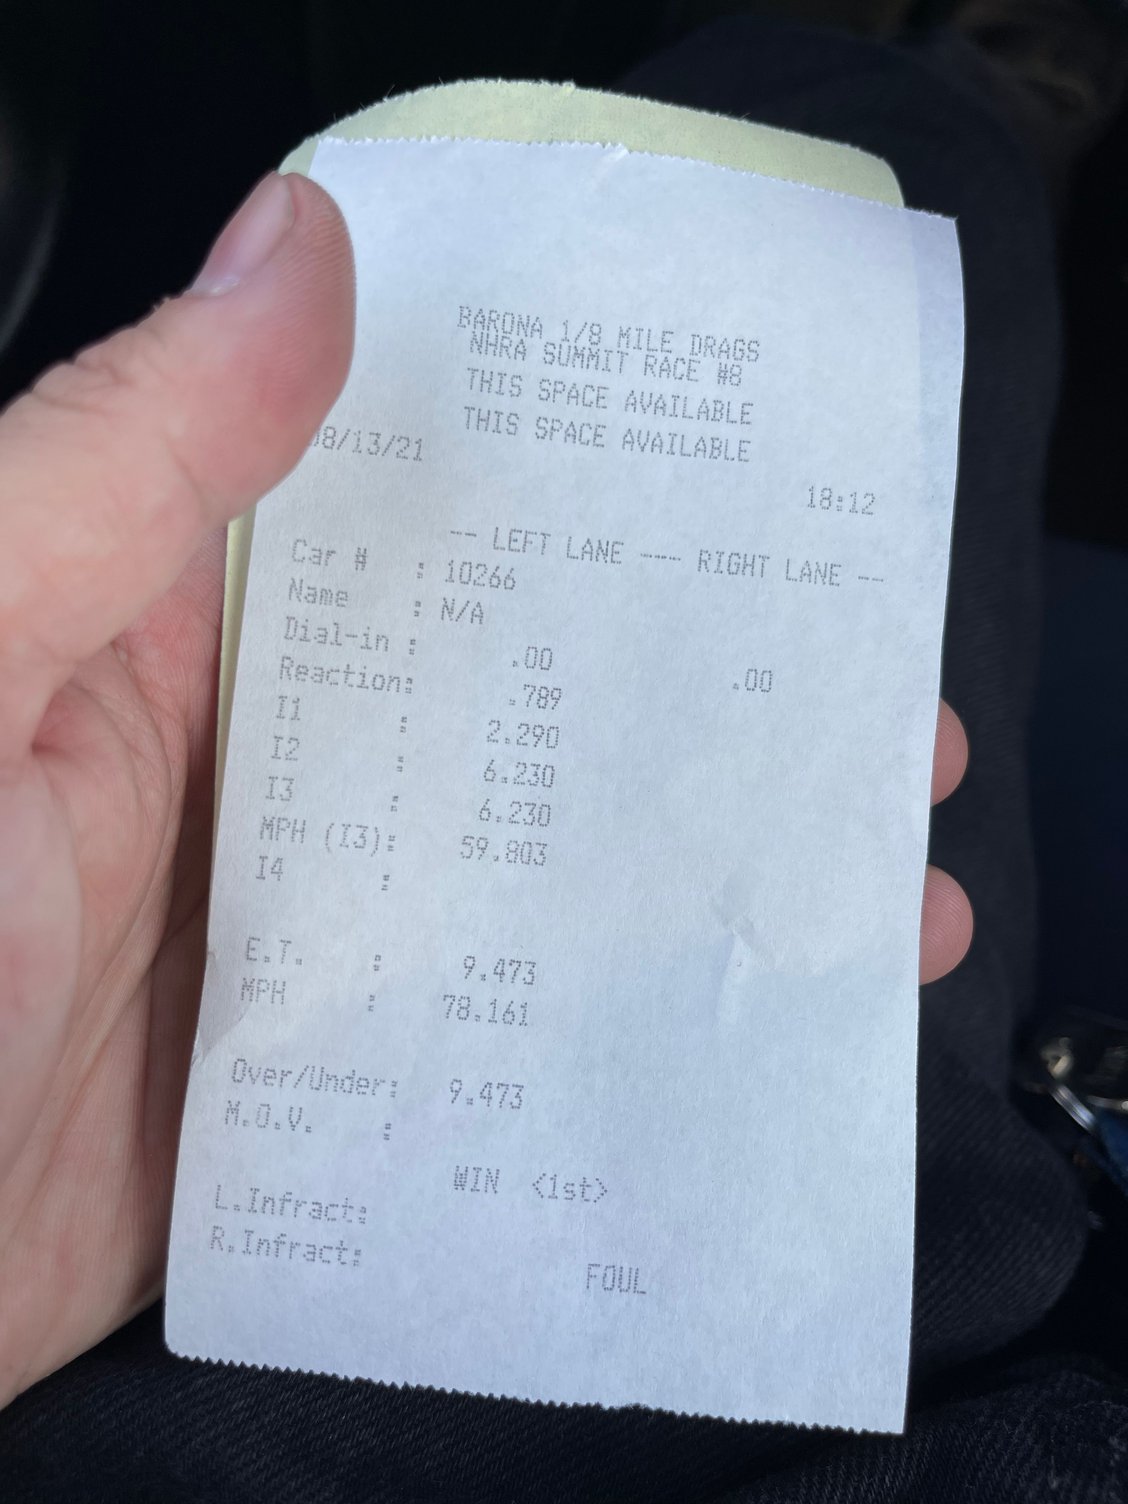 BARONA 1/8 MILE DRAGS
NHRA SUMMIT RACE #8
THIS SPACE AVAILABLE
THIS SPACE AVAILABLE
08/13/21
18:12
-- LEFT LANE --- RIGHT LANE --
Car # : 10266
Name : N/A
Dial-in : .00 .00
Reaction: .789
I1 : 2.290
I2 : 6.230
I3 : 6.230
MPH (I3): 59.803
I4 :
E.T. : 9.473
MPH : 78.161
Over/Under: 9.473
M.O.V. :
WIN <1st>
L.Infract:
R.Infract:
FOUL